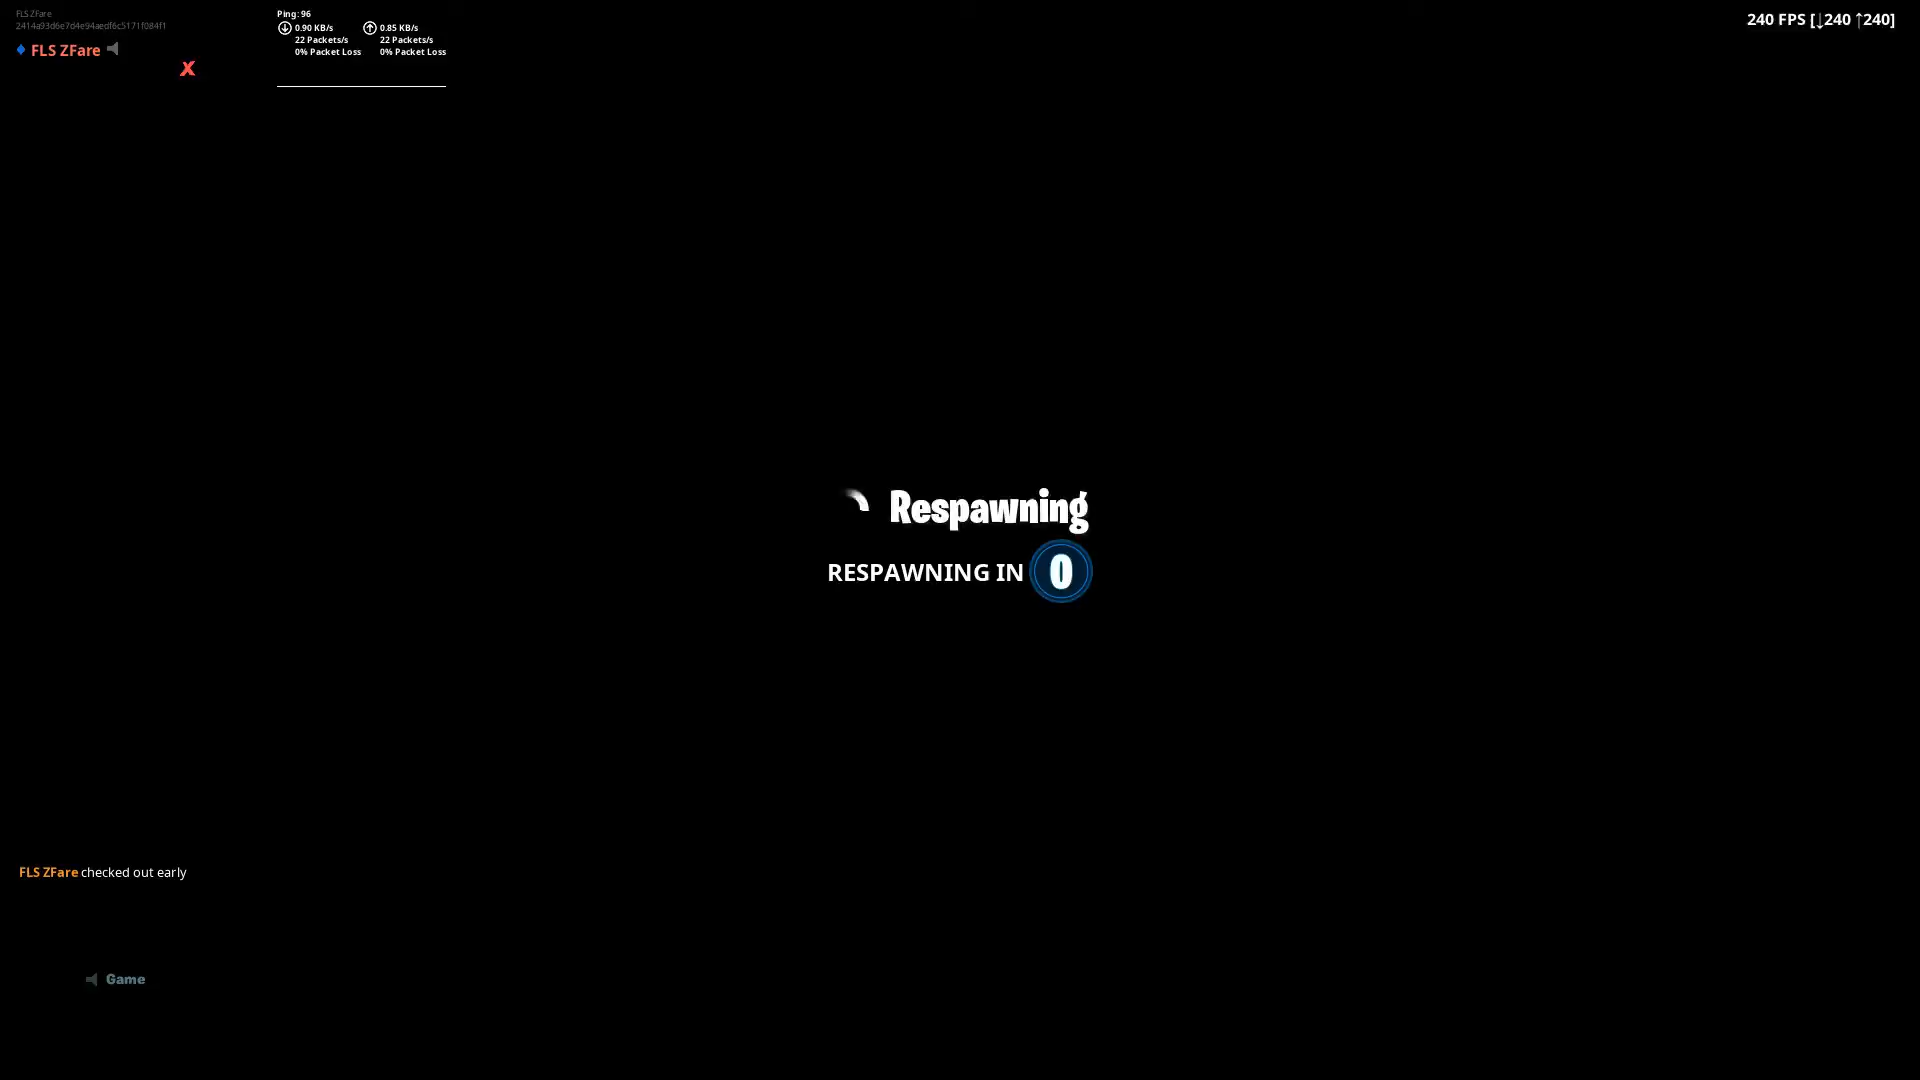 FLS ZFare
2414a93d6e7d4e94aedf6c5171f084f1
FLS ZFare
X
Ping: 96
0.90 KB/s
0.85 KB/s
22 Packets/s
22 Packets/s
0% Packet Loss
0% Packet Loss
240 FPS [↓240 ↑240]
Respawning
RESPAWNING IN 0
FLS ZFare checked out early
Game